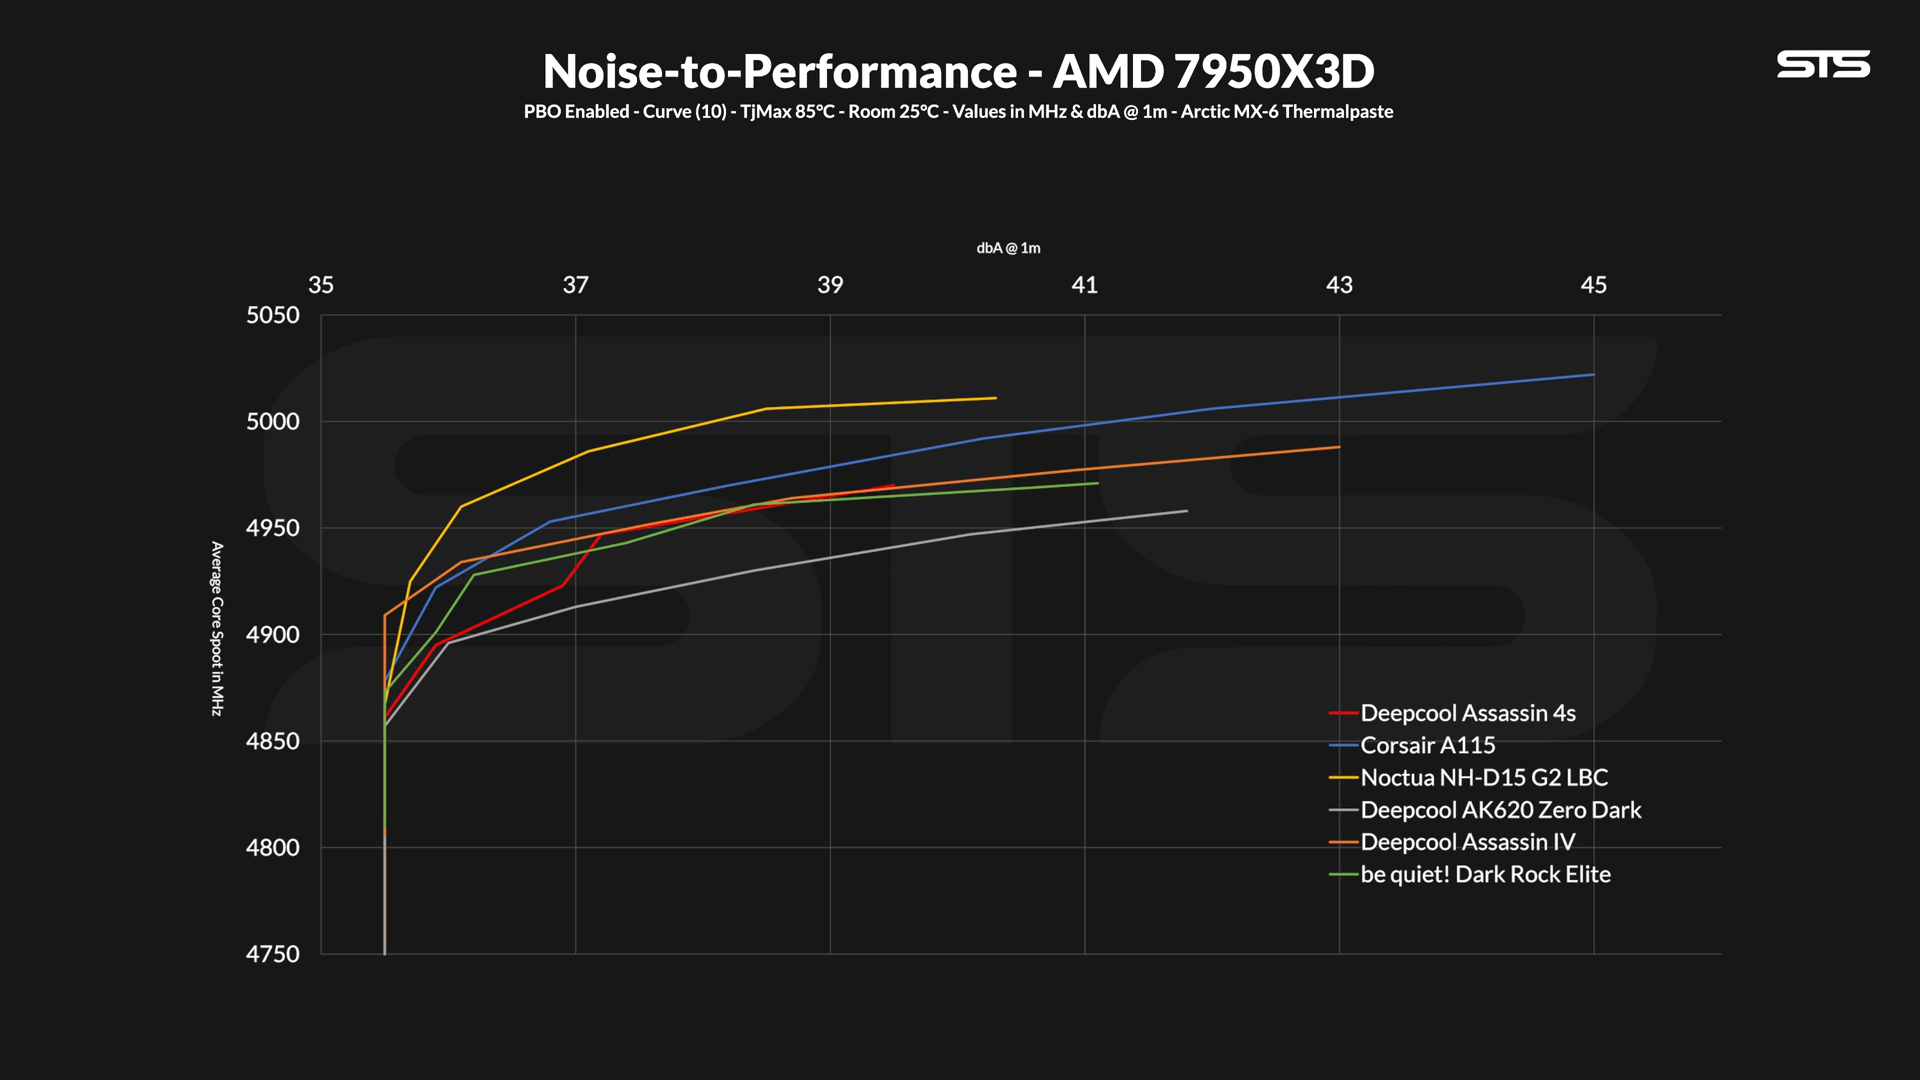 Noise-to-Performance - AMD 7950X3D
STS
PBO Enabled - Curve (10) - TjMax 85°C - Room 25°C - Values in MHz & dbA @ 1m - Arctic MX-6 Thermalpaste
dbA @ 1m
35 37 39 41 43 45
5050
5000
4950
4900
4850
4800
4750
Average Core Spoot in MHz
Deepcool Assassin 4s
Corsair A115
Noctua NH-D15 G2 LBC
Deepcool AK620 Zero Dark
Deepcool Assassin IV
be quiet! Dark Rock Elite